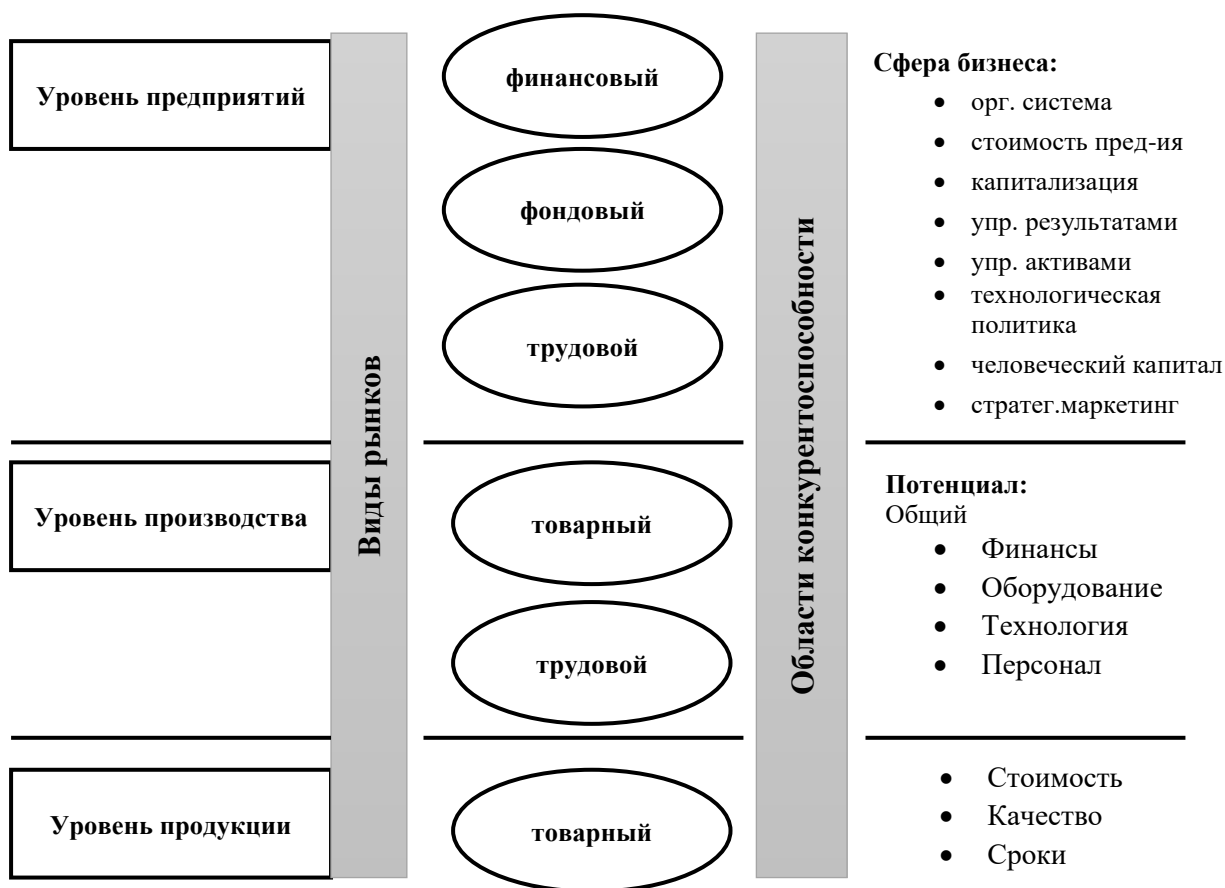 Уровень предприятий
Виды рынков
финансовый
фондовый
трудовой
Области конкурентоспособности
Сфера бизнеса:
• орг. система
• стоимость пред-ия
• капитализация
• упр. результатами
• упр. активами
• технологическая
политика
• человеческий капитал
• стратег.маркетинг
Уровень производства
товарный
трудовой
Потенциал:
Общий
• Финансы
• Оборудование
• Технология
• Персонал
Уровень продукции
товарный
• Стоимость
• Качество
• Сроки